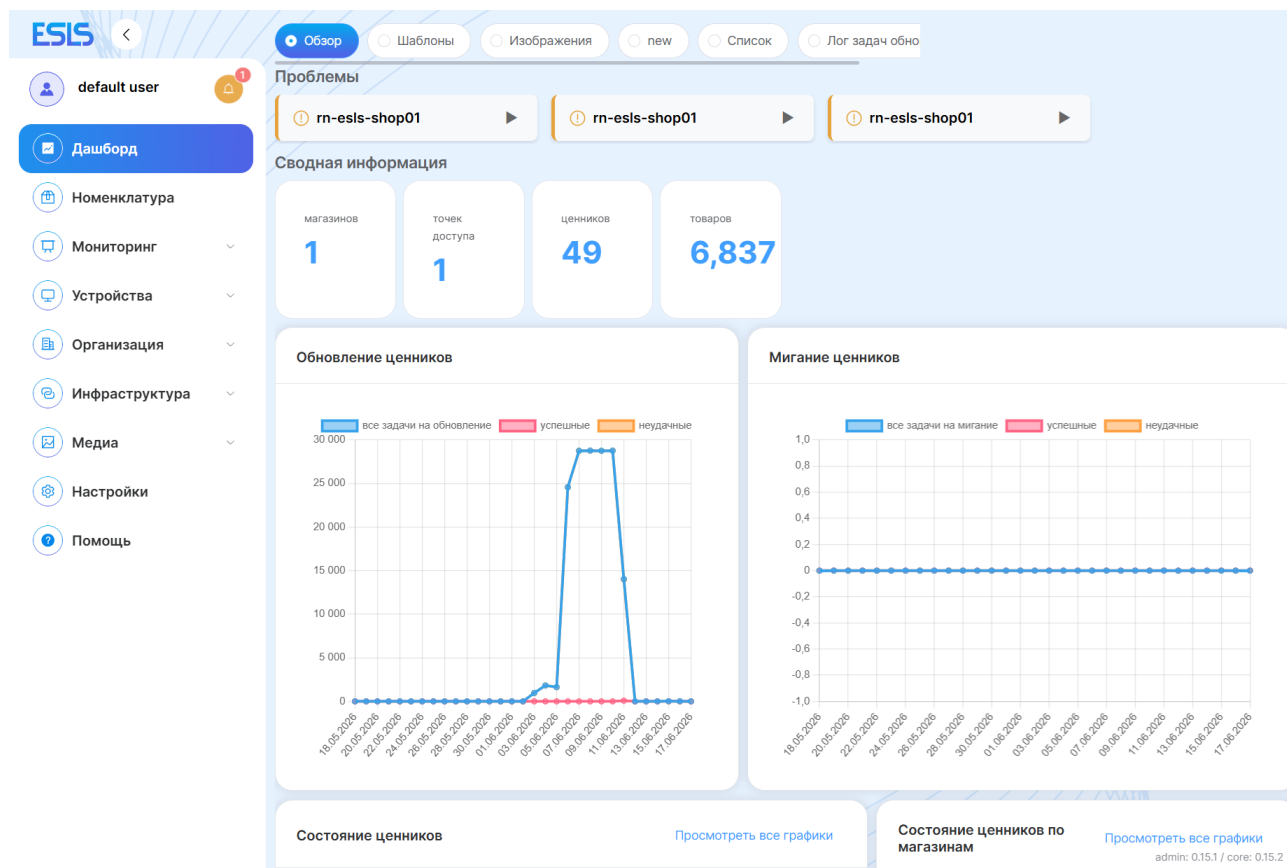 ESLS
Обзор
Шаблоны
Изображения
new
Список
Лог задач обно
default user
1
Дашборд
Номенклатура
Мониторинг
Устройства
Организация
Инфраструктура
Медиа
Настройки
Помощь
Проблемы
rn-esls-shop01
rn-esls-shop01
rn-esls-shop01
Сводная информация
магазинов
1
точек
доступа
1
ценников
49
товаров
6,837
Обновление ценников
все задачи на обновление
успешные
неудачные
30 000
25 000
20 000
15 000
10 000
5 000
0
18.05.2026
20.05.2026
22.05.2026
24.05.2026
26.05.2026
28.05.2026
30.05.2026
01.06.2026
03.06.2026
05.06.2026
07.06.2026
09.06.2026
11.06.2026
13.06.2026
15.06.2026
17.06.2026
Мигание ценников
все задачи на мигание
успешные
неудачные
1,0
0,8
0,6
0,4
0,2
0
-0,2
-0,4
-0,6
-0,8
-1,0
18.05.2026
20.05.2026
22.05.2026
24.05.2026
26.05.2026
28.05.2026
30.05.2026
01.06.2026
03.06.2026
05.06.2026
07.06.2026
09.06.2026
11.06.2026
13.06.2026
15.06.2026
17.06.2026
Состояние ценников
Просмотреть все графики
Состояние ценников по
магазинам
Просмотреть все графики
admin: 0.15.1 / core: 0.15.2